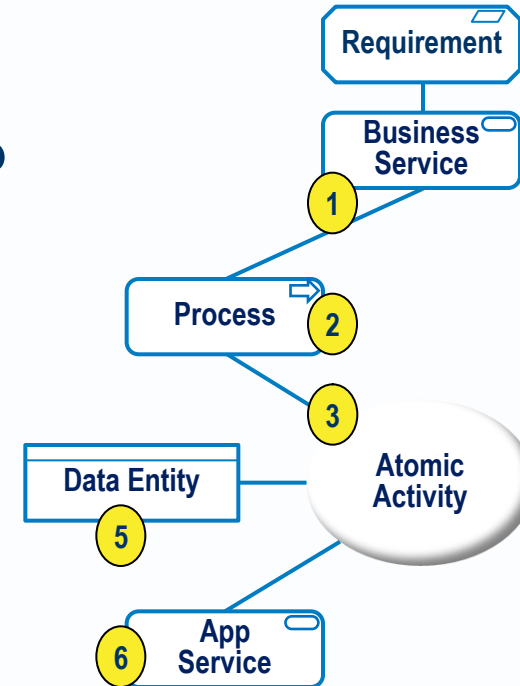 Requirement
Business
Service
1
Process
2
3
Atomic
Activity
Data Entity
5
App
Service
6